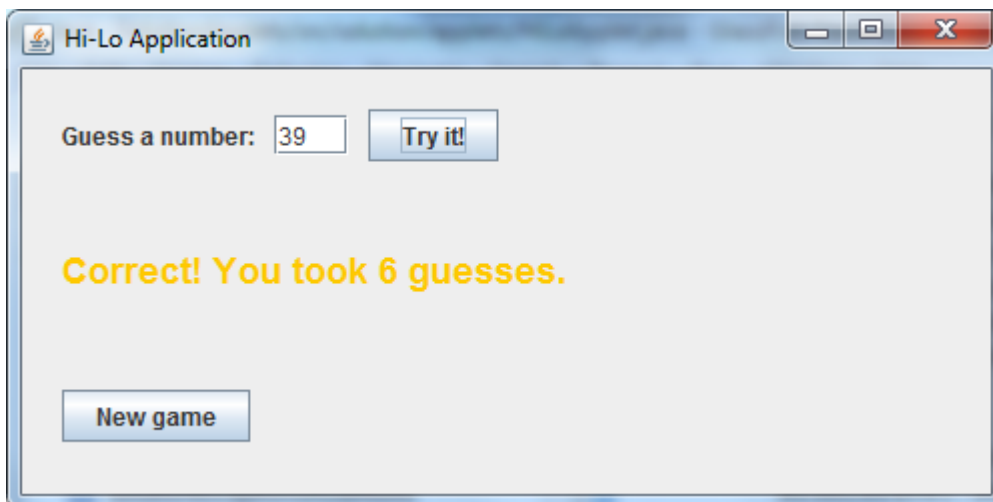 Hi-Lo Application
Guess a number: 39 Try it!
Correct! You took 6 guesses.
New game